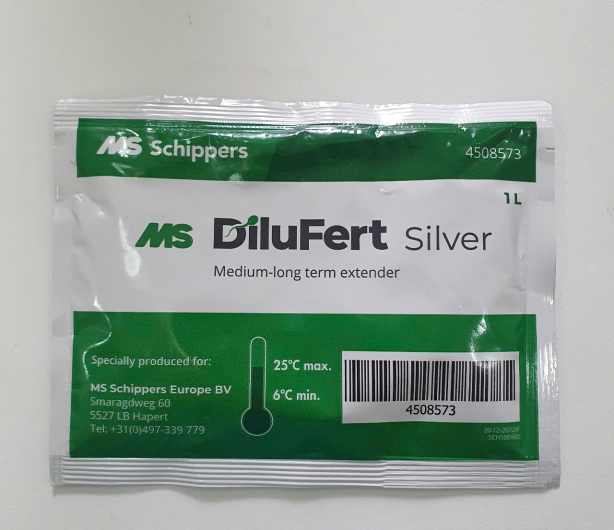 MS Schippers
4508573
1 L
MS DiluFert Silver
Medium-long term extender
Specially produced for:
MS Schippers Europe BV
Smaragdweg 60
5527 LB Hapert
Tel: +31(0)497-339 779
25°C max.
6°C min.
4508573